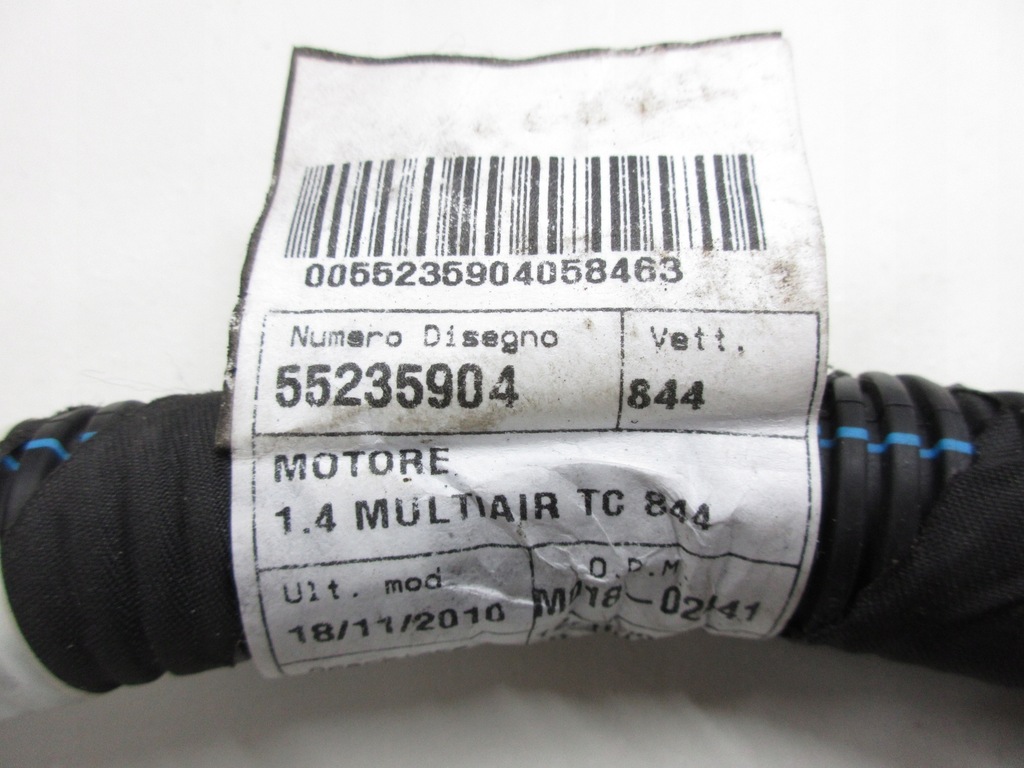 0055235904058463
Numero Disegno
Vett.
55235904
844
MOTORE
1.4 MULTIAIR TC 844
Ult. mod
O.P.M
18/11/2010